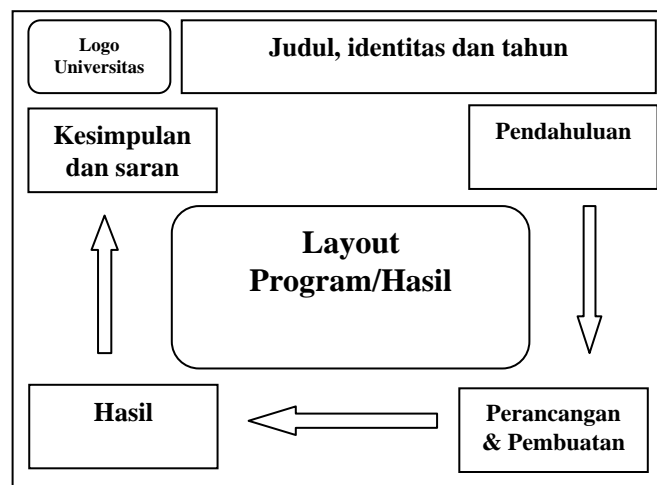 Logo
Universitas
Judul, identitas dan tahun
Kesimpulan
dan saran
Pendahuluan
Layout
Program/Hasil
Hasil
Perancangan
& Pembuatan